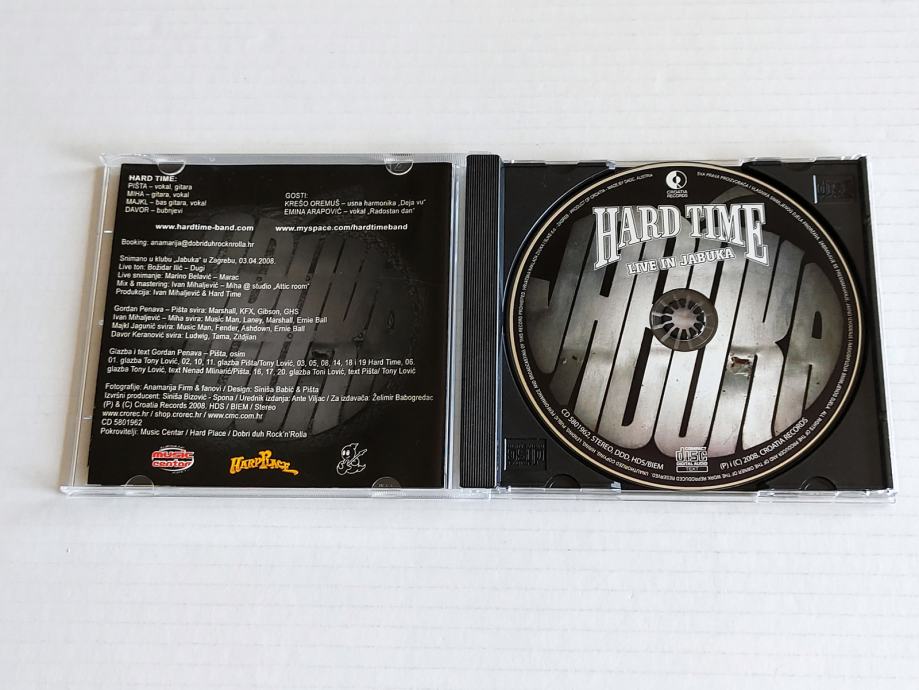 HARD TIME:
PIŠTA – vokal, gitara
MIHA – gitara, vokal
MAJKL – bas gitara, vokal
DAVOR – bubnjevi
GOSTI:
KREŠO OREMUŠ – usna harmonika „Deja vu"
EMINA ARAPOVIĆ – vokal „Radostan dan"
www.hardtime-band.com
www.myspace.com/hardtimeband
Booking: anamarija@dobriduhrocknrolla.hr
Snimano u klubu „Jabuka" u Zagrebu, 03.04.2008.
Live ton: Božidar Ilić – Dugi
Live snimanje: Marino Belavić – Marac
Mix & mastering: Ivan Mihaljević – Miha @ studio „Attic room"
Produkcija: Ivan Mihaljević & Hard Time
Gordan Penava – Pišta svira: Marshall, KFX, Gibson, GHS
Ivan Mihaljević – Miha svira: Music Man, Laney, Marshall, Ernie Ball
Majkl Jagunić svira: Music Man, Fender, Ashdown, Ernie Ball
Davor Keranović svira: Ludwig, Tama, Zildjian
Glazba i text Gordan Penava – Pišta, osim
01. glazba Tony Lović, 02, 10, 11. glazba Pišta/Tony Lović, 03, 05, 08, 14, 18 i 19 Hard Time, 06.
glazba Tony Lović, text Nenad Mlinarić/Pišta, 16, 17, 20. glazba Toni Lović, text Pišta/ Tony Lović
Fotografije: Anamarija Firm & fanovi / Design: Siniša Babić & Pišta
Izvršni producent: Siniša Bizović - Spona / Urednik izdanja: Ante Viljac / Za izdavača: Želimir Babogredac
(P) & (C) Croatia Records 2008. HDS / BIEM / Stereo
www.crorec.hr / shop.crorec.hr / www.cmc.com.hr
CD 5801962
Pokrovitelji: Music Centar / Hard Place / Dobri duh Rock'n'Rolla
music
centar
HARD PLACE
CROATIA
RECORDS
HARD TIME
LIVE IN JABUKA
JABUKA
CD 5801962, STEREO, DDD, HDS/BIEM
COMPACT
disc
DIGITAL AUDIO
TEXT
(P) i (C) 2008, CROATIA RECORDS